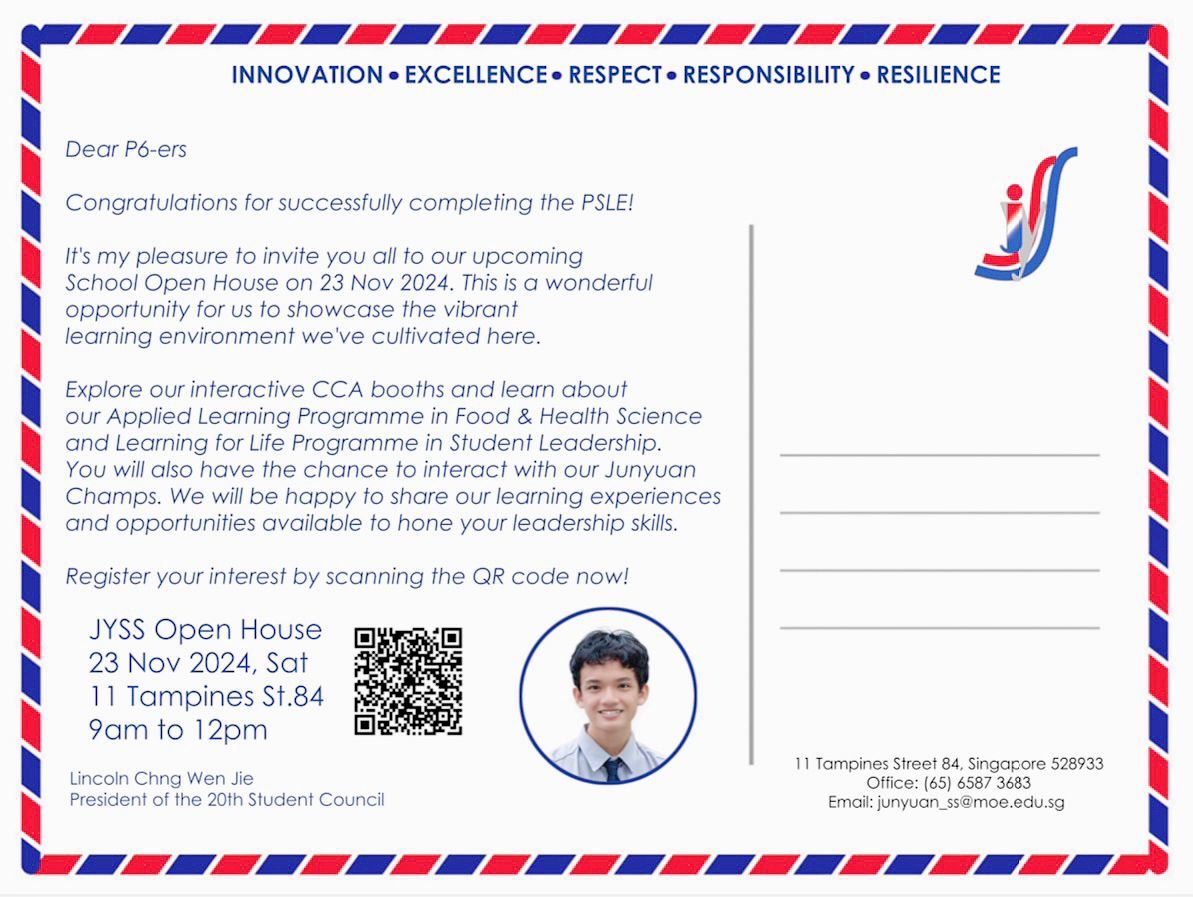 INNOVATION • EXCELLENCE • RESPECT • RESPONSIBILITY • RESILIENCE
Dear P6-ers
Congratulations for successfully completing the PSLE!
It's my pleasure to invite you all to our upcoming
School Open House on 23 Nov 2024. This is a wonderful
opportunity for us to showcase the vibrant
learning environment we've cultivated here.
Explore our interactive CCA booths and learn about
our Applied Learning Programme in Food & Health Science
and Learning for Life Programme in Student Leadership.
You will also have the chance to interact with our Junyuan
Champs. We will be happy to share our learning experiences
and opportunities available to hone your leadership skills.
Register your interest by scanning the QR code now!
JYSS Open House
23 Nov 2024, Sat
11 Tampines St.84
9am to 12pm
Lincoln Chng Wen Jie
President of the 20th Student Council
jyss
11 Tampines Street 84, Singapore 528933
Office: (65) 6587 3683
Email: junyuan_ss@moe.edu.sg